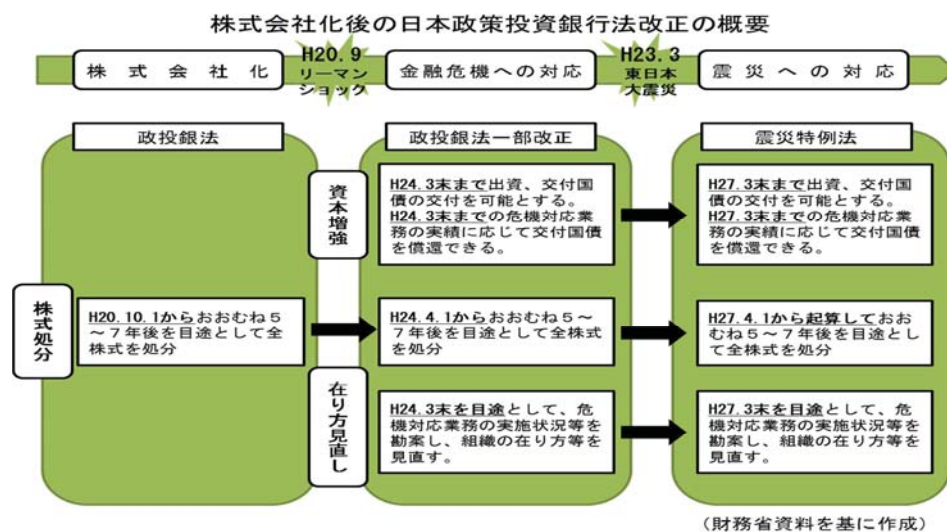 株式会社化後の日本政策投資銀行法改正の概要
株式会社化
H20.9
リーマン
ショック
金融危機への対応
H23.3
東日本
大震災
震災への対応
政投銀法
政投銀法一部改正
震災特例法
資本増強
H24.3末まで出資、交付国
債の交付を可能とする。
H24.3末までの危機対応業
務の実績に応じて交付国債
を償還できる。
H27.3末まで出資、交付国
債の交付を可能とする。
H27.3末までの危機対応業
務の実績に応じて交付国債
を償還できる。
株式処分
H20.10.1からおおむね5
~7年後を目途として全
株式を処分
H24.4.1からおおむね5~
7年後を目途として全株式
を処分
H27.4.1から起算しておお
むね5~7年後を目途とし
て全株式を処分
在り方見直し
H24.3末を目途として、危
機対応業務の実施状況等を
勘案し、組織の在り方等を
見直す。
H27.3末を目途として、危
機対応業務の実施状況等を
勘案し、組織の在り方等を
見直す。
(財務省資料を基に作成)